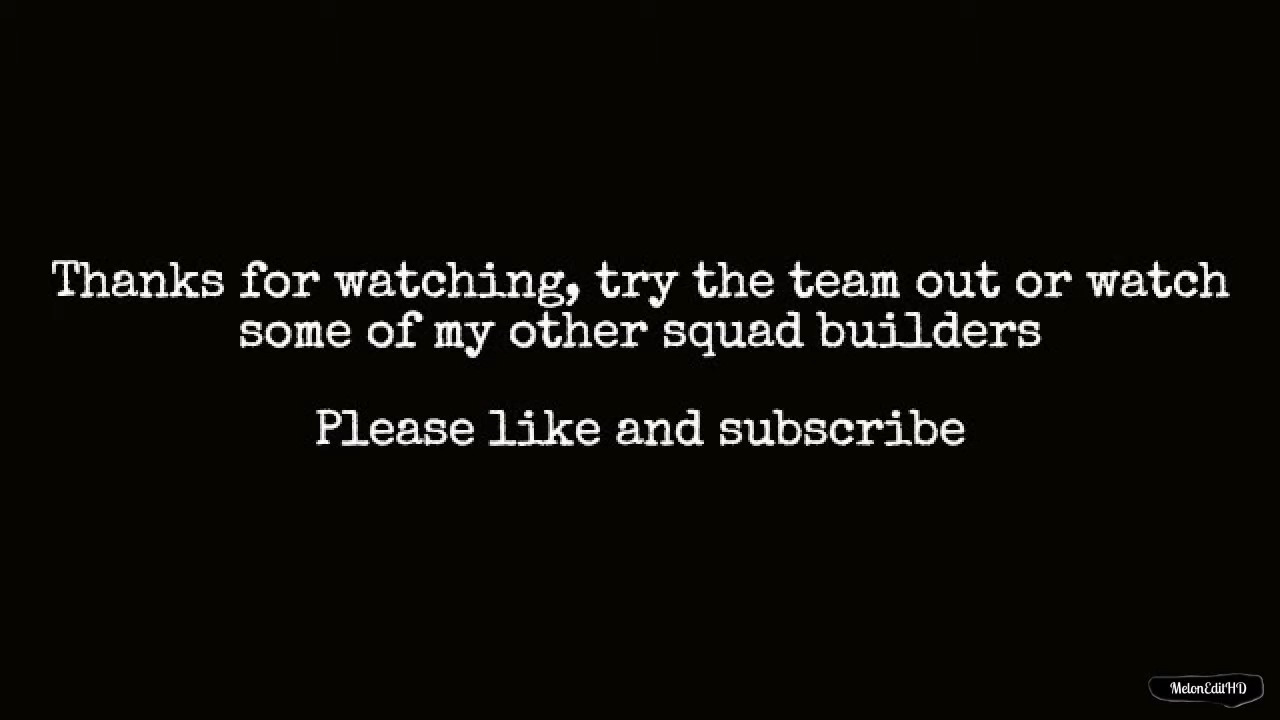 Thanks for watching, try the team out or watch
some of my other squad builders
Please like and subscribe
MelonEditHD